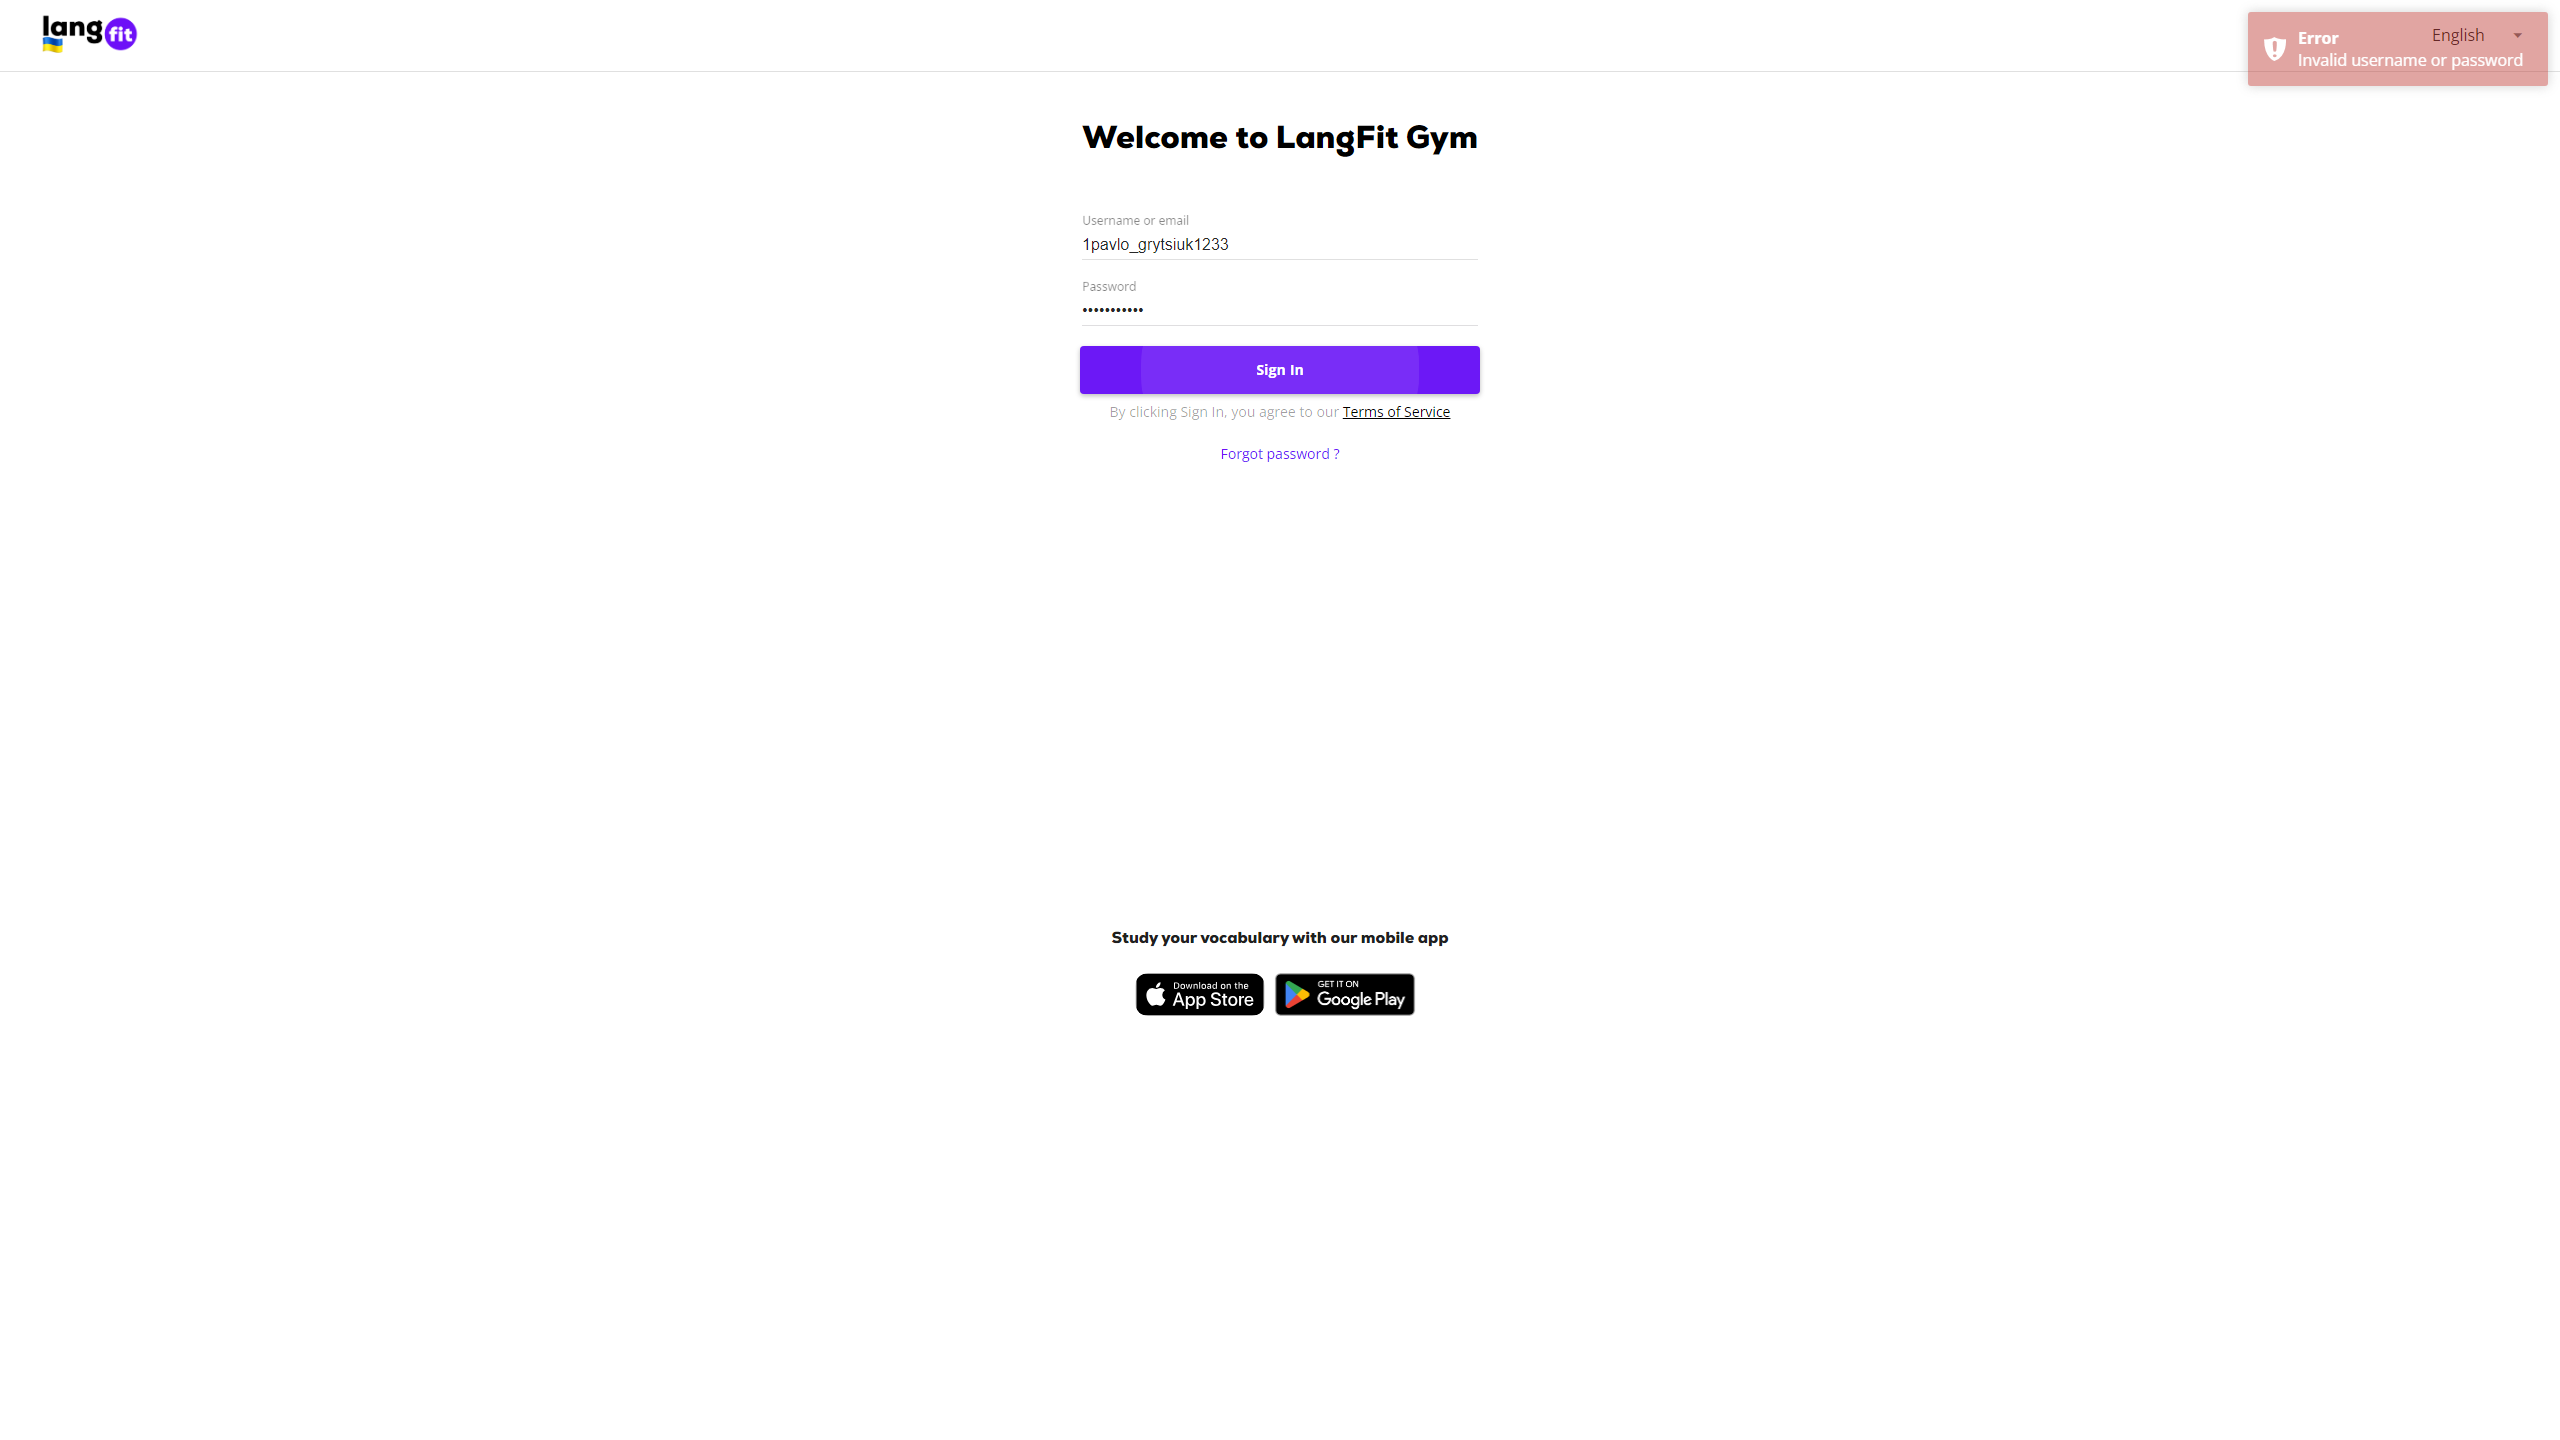 lang fit
English
Error
Invalid username or password
Welcome to LangFit Gym
Username or email
1pavlo_grytsiuk1233
Password
•••••••••••
Sign In
By clicking Sign In, you agree to our Terms of Service
Forgot password ?
Study your vocabulary with our mobile app
Download on the
App Store
GET IT ON
Google Play